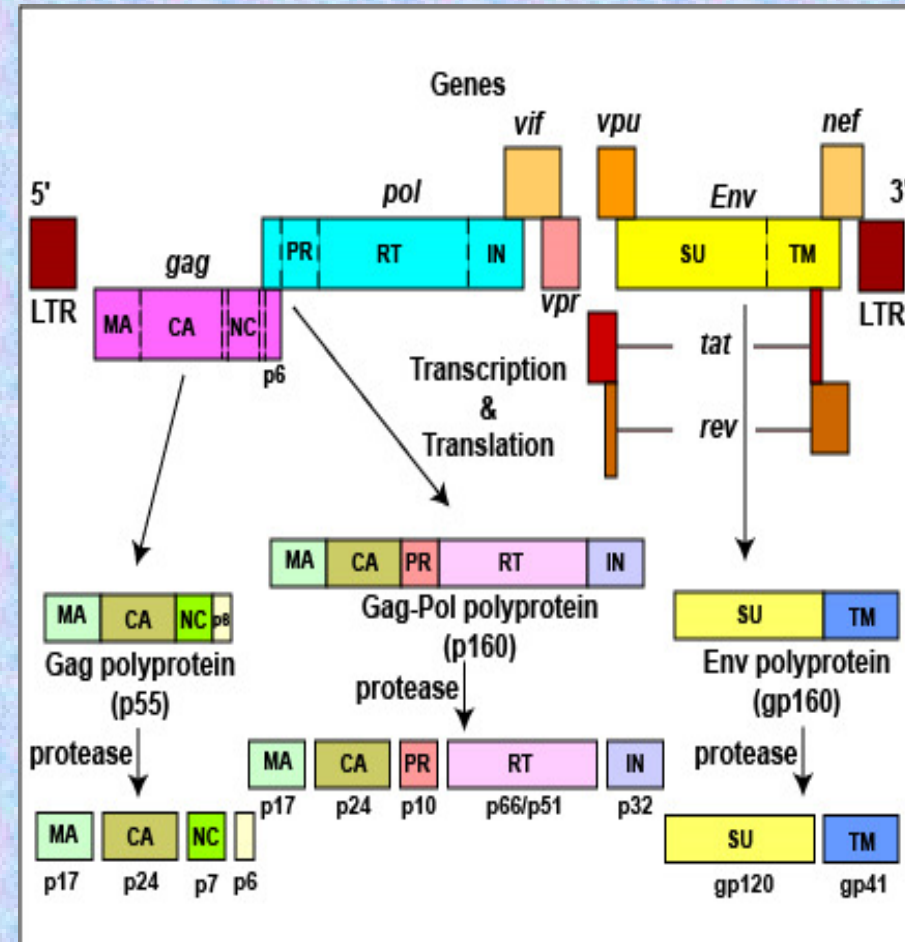 Genes
vif vpu nef
5' pol Env 3'
PR RT IN SU TM
gag
LTR vpr LTR
MA CA NC
p6
tat
Transcription
&
Translation
rev
MA CA PR RT IN
Gag-Pol polyprotein
(p160)
MA CA NC p6
Gag polyprotein
(p55)
SU TM
Env polyprotein
(gp160)
protease
protease
protease
MA CA PR RT IN
p17 p24 p10 p66/p51 p32
MA CA NC
p17 p24 p7 p6
SU TM
gp120 gp41